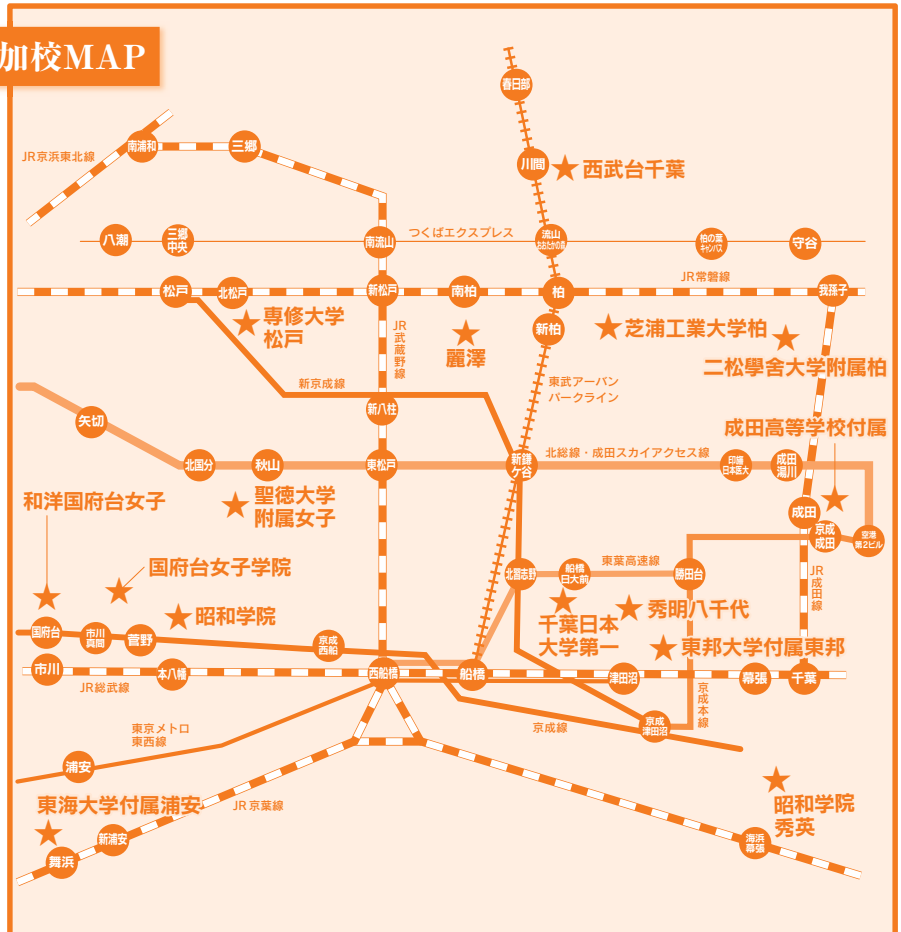 加校MAP
春日部
JR京浜東北線
南浦和
三郷
川間
西武台千葉
八潮
三郷
中央
南流山
つくばエクスプレス
流山
おおたかの森
柏の葉
キャンパス
守谷
JR常磐線
松戸
北松戸
新松戸
南柏
柏
我孫子
専修大学
松戸
JR武蔵野線
麗澤
新柏
芝浦工業大学柏
二松學舍大学附属柏
新京成線
東武アーバン
パークライン
新八柱
矢切
成田高等学校付属
北国分
秋山
東松戸
新鎌
ケ谷
北総線・成田スカイアクセス線
印旛
日本医大
成田
湯川
聖徳大学
附属女子
和洋国府台女子
成田
京成
成田
空港
第2ビル
国府台女子学院
北習志野
船橋
日大前
東葉高速線
勝田台
JR成田線
昭和学院
千葉日本
大学第一
秀明八千代
国府台
市川
真間
菅野
京成
西船
東邦大学付属東邦
市川
JR総武線
本八幡
西船橋
船橋
津田沼
幕張
千葉
京成本線
東京メトロ
東西線
京成線
京成
津田沼
浦安
東海大学付属浦安
JR京葉線
昭和学院
秀英
新浦安
舞浜
海浜
幕張